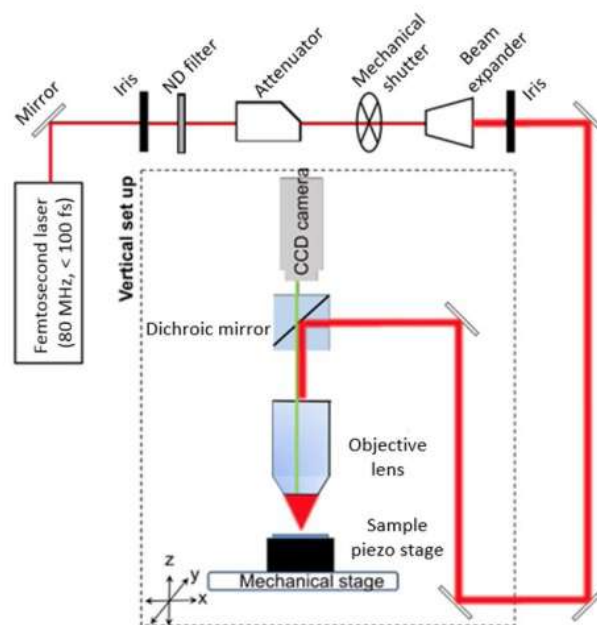 Mirror
Iris
ND filter
Attenuator
Mechanical
shutter
Beam
expander
Iris
Femtosecond laser
(80 MHz, < 100 fs)
Vertical set up
CCD camera
Dichroic mirror
Objective
lens
Sample
piezo stage
Mechanical stage
z
y
x